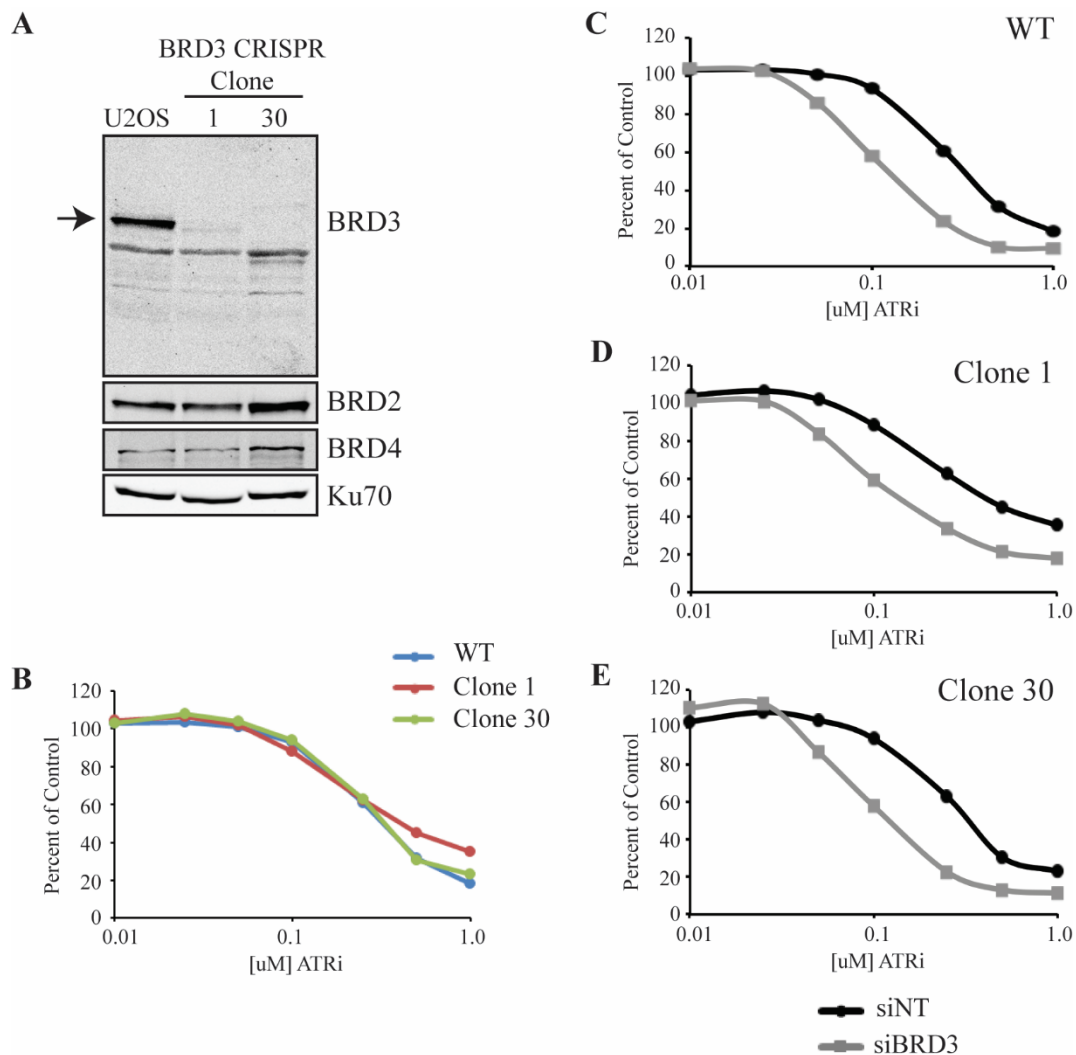 A
BRD3 CRISPR
Clone
U2OS 1 30
BRD3
BRD2
BRD4
Ku70
B
WT
Clone 1
Clone 30
120
100
80
60
40
20
0
Percent of Control
0.01 0.1 1.0
[uM] ATRi
C
WT
120
100
80
60
40
20
0
Percent of Control
0.01 0.1 1.0
[uM] ATRi
D
Clone 1
120
100
80
60
40
20
0
Percent of Control
0.01 0.1 1.0
[uM] ATRi
E
Clone 30
120
100
80
60
40
20
0
Percent of Control
0.01 0.1 1.0
[uM] ATRi
siNT
siBRD3